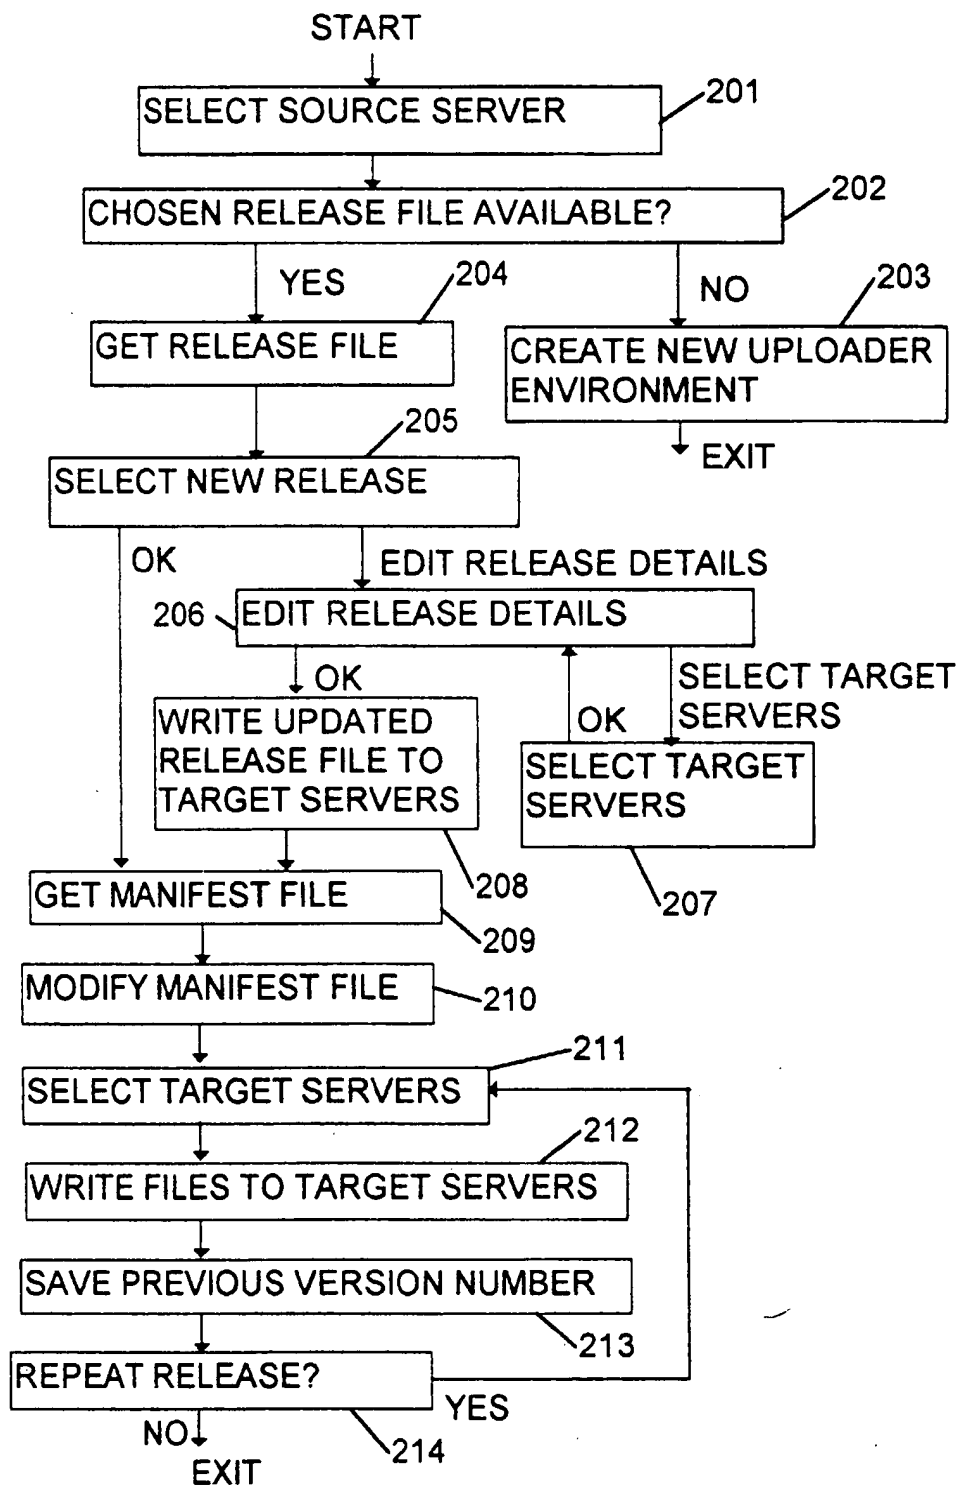 START
SELECT SOURCE SERVER
201
CHOSEN RELEASE FILE AVAILABLE?
202
YES
204
NO
203
GET RELEASE FILE
CREATE NEW UPLOADER
ENVIRONMENT
205
EXIT
SELECT NEW RELEASE
OK
EDIT RELEASE DETAILS
206
EDIT RELEASE DETAILS
OK
SELECT TARGET
SERVERS
OK
WRITE UPDATED
RELEASE FILE TO
TARGET SERVERS
SELECT TARGET
SERVERS
208
207
GET MANIFEST FILE
209
MODIFY MANIFEST FILE
210
211
SELECT TARGET SERVERS
212
WRITE FILES TO TARGET SERVERS
SAVE PREVIOUS VERSION NUMBER
213
REPEAT RELEASE?
YES
NO
214
EXIT